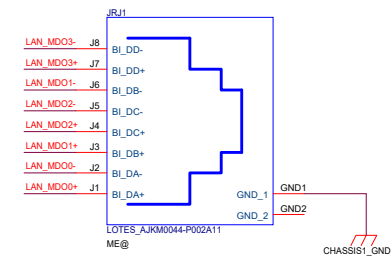 JRJ1
LAN_MDO3- J8 BI_DD-
LAN_MDO3+ J7 BI_DD+
LAN_MDO1- J6 BI_DB-
LAN_MDO2- J5 BI_DC-
LAN_MDO2+ J4 BI_DC+
LAN_MDO1+ J3 BI_DB+
LAN_MDO0- J2 BI_DA-
LAN_MDO0+ J1 BI_DA+ GND_1 GND1
GND_2 GND2
LOTES_AJKM0044-P002A11
ME@
CHASSIS1_GND